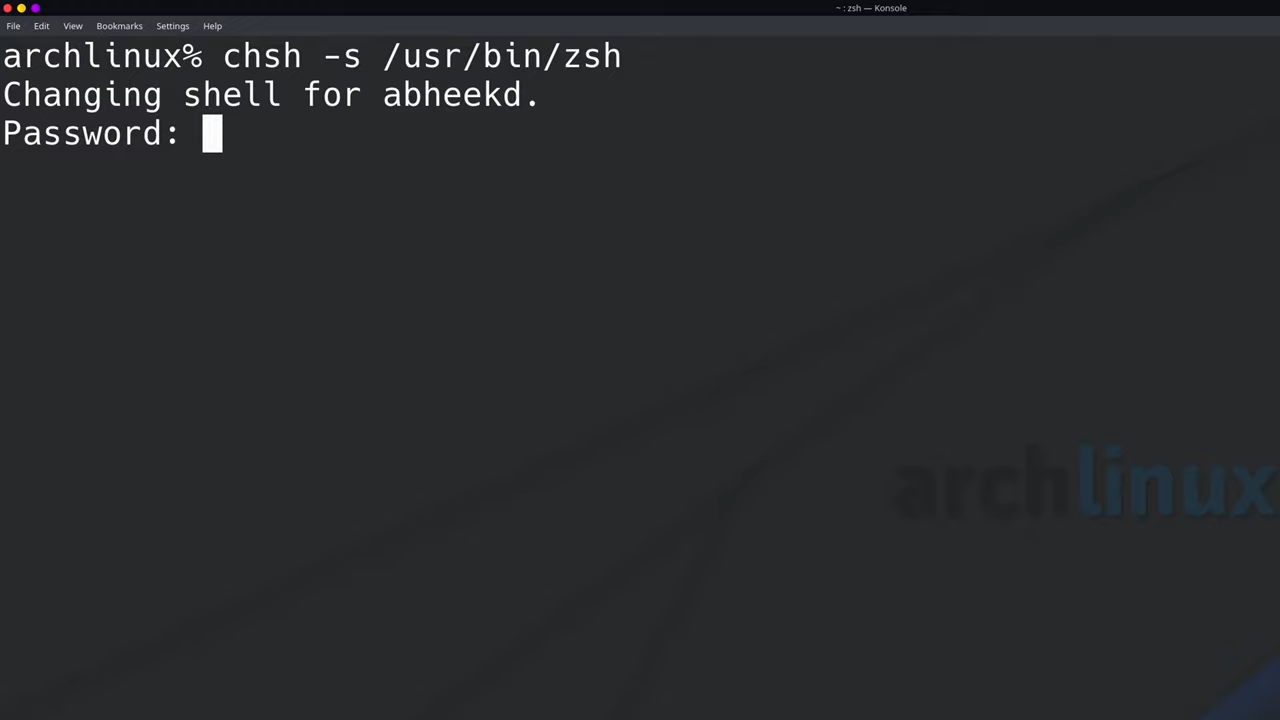 ~ : zsh — Konsole
File Edit View Bookmarks Settings Help
archlinux% chsh -s /usr/bin/zsh
Changing shell for abheekd.
Password:
archlinux